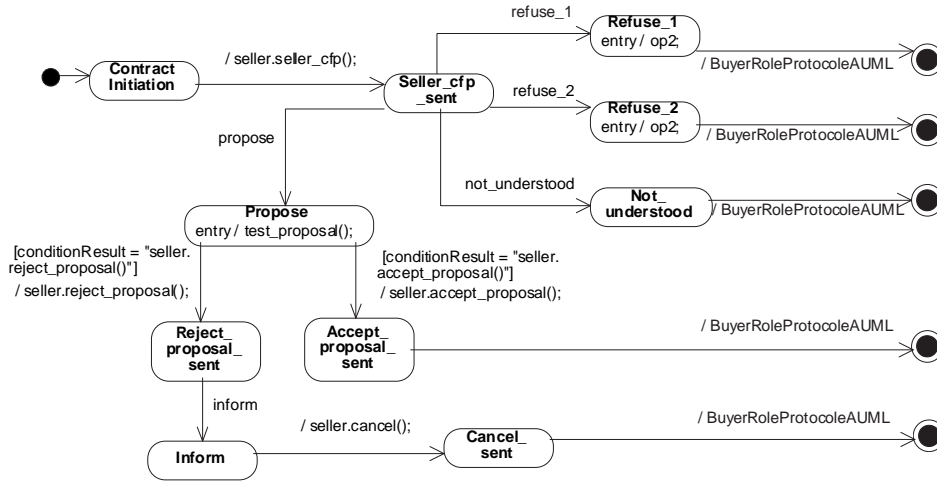 refuse_1
Refuse_1
entry / op2;
/ BuyerRoleProtocoleAUML
Contract
Initiation
/ seller.seller_cfp();
Seller_cfp
_sent
refuse_2
Refuse_2
entry / op2;
/ BuyerRoleProtocoleAUML
propose
not_understood
Not_
understood
/ BuyerRoleProtocoleAUML
Propose
entry / test_proposal();
[conditionResult = "seller.
reject_proposal()"]
/ seller.reject_proposal();
[conditionResult = "seller.
accept_proposal()"]
/ seller.accept_proposal();
Reject_
proposal_
sent
Accept_
proposal_
sent
/ BuyerRoleProtocoleAUML
inform
Inform
/ seller.cancel();
Cancel_
sent
/ BuyerRoleProtocoleAUML